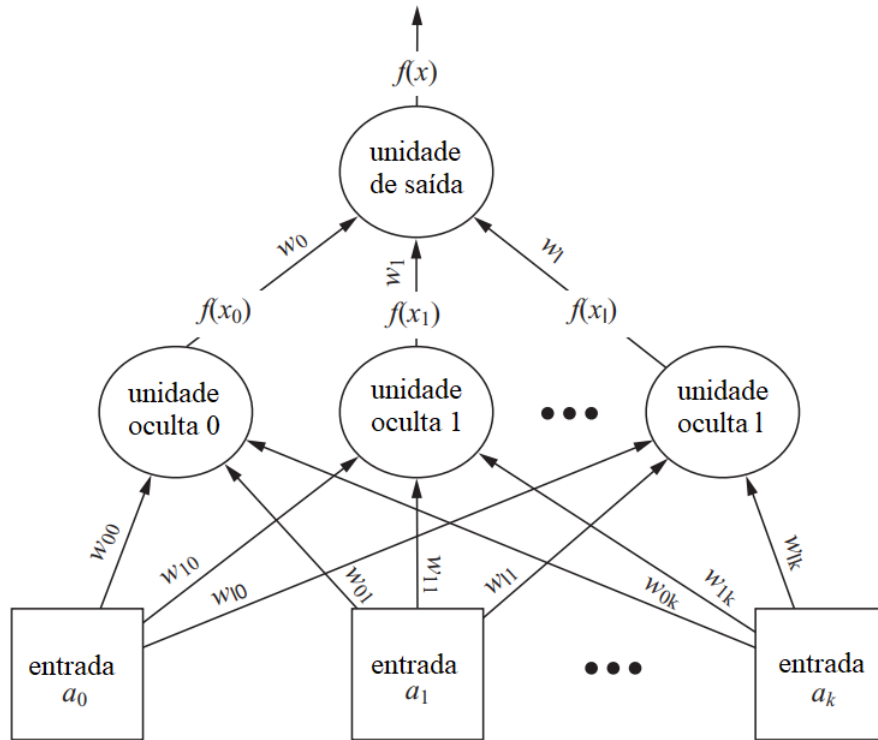 f(x)
unidade
de saída
w0
w1
wl
f(x0)
f(x1)
f(xl)
unidade
oculta 0
unidade
oculta 1
unidade
oculta l
w00
w10
wl0
w01
w11
wl1
w0k
w1k
wlk
entrada
a0
entrada
a1
entrada
ak